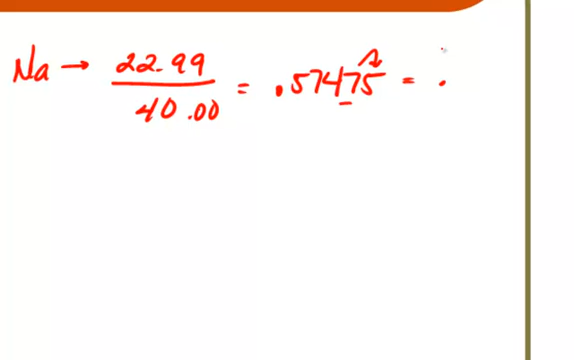 Na → 22.99 / 40.00 = .57475 = .